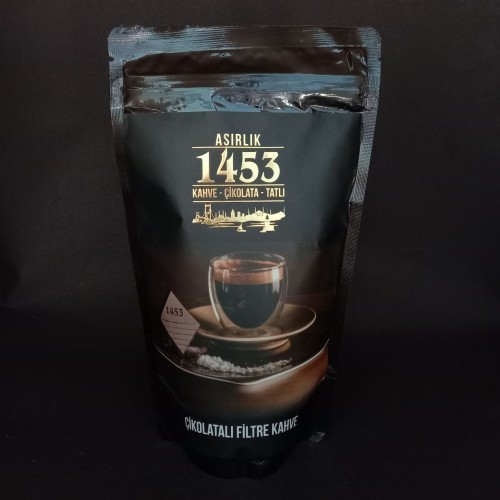 ASIRLIK
1453
KAHVE - ÇİKOLATA - TATLI
1453
ÇİKOLATALI FİLTRE KAHVE